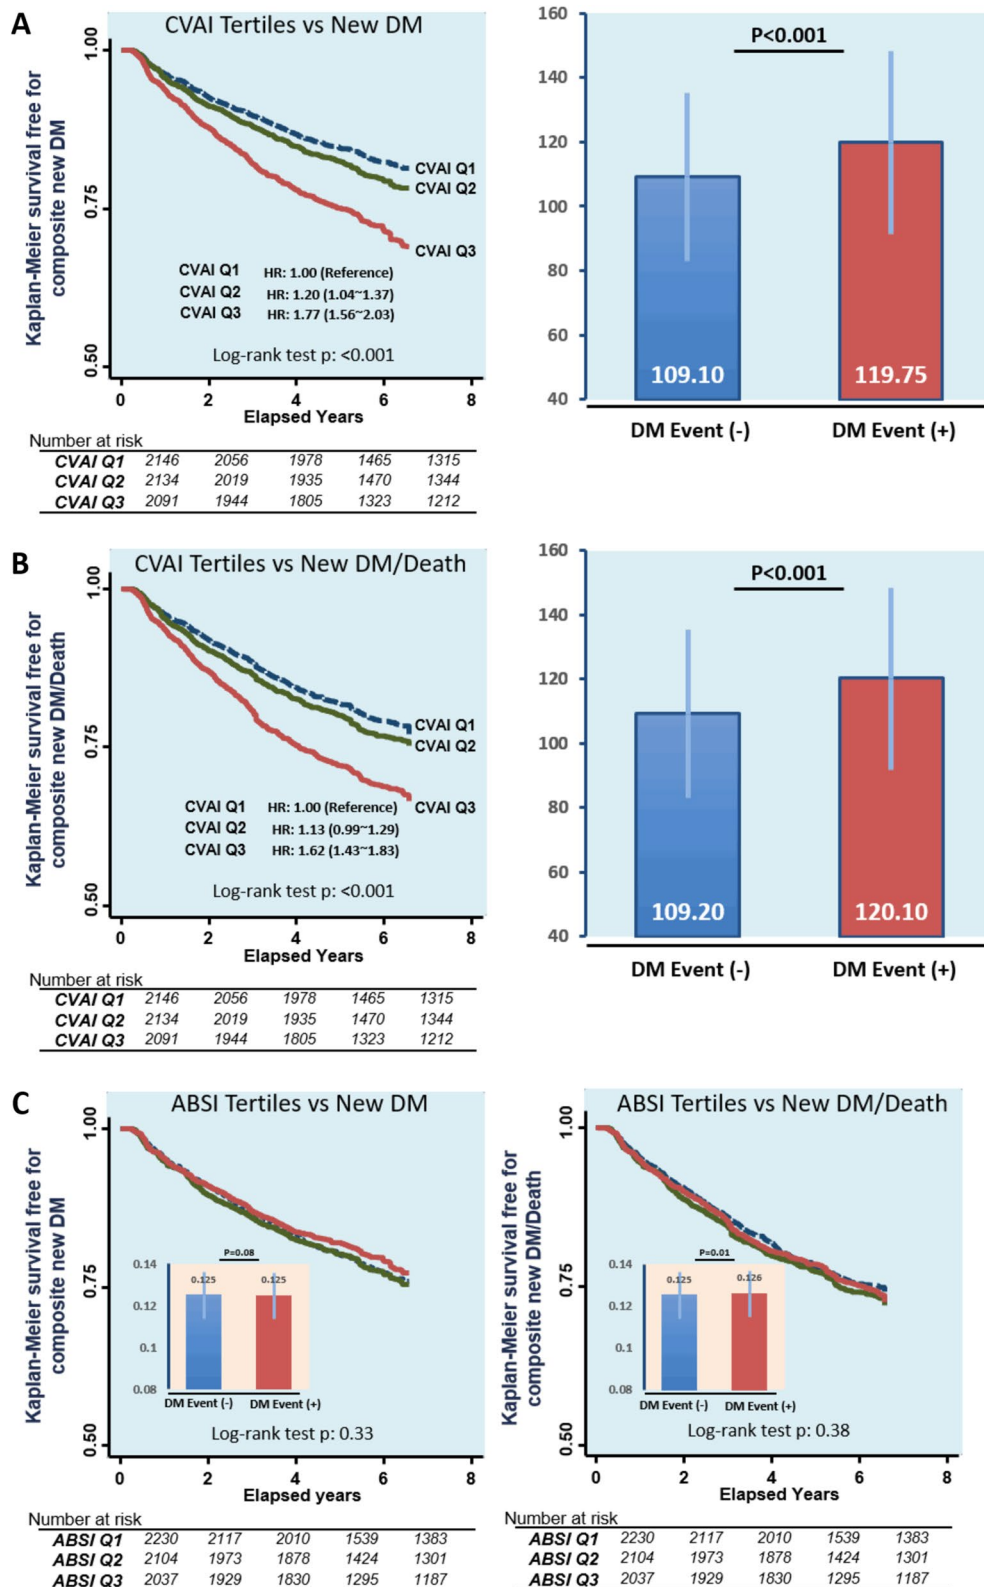 A
CVAI Tertiles vs New DM
Kaplan-Meier survival free for
composite new DM
1.00
0.75
0.50
CVAI Q1
CVAI Q2
CVAI Q3
CVAI Q1 HR: 1.00 (Reference)
CVAI Q2 HR: 1.20 (1.04~1.37)
CVAI Q3 HR: 1.77 (1.56~2.03)
Log-rank test p: <0.001
0 2 4 6 8
Elapsed Years
Number at risk
CVAI Q1 2146 2056 1978 1465 1315
CVAI Q2 2134 2019 1935 1470 1344
CVAI Q3 2091 1944 1805 1323 1212
160
140
120
100
80
60
40
P<0.001
109.10 119.75
DM Event (-) DM Event (+)
B
CVAI Tertiles vs New DM/Death
Kaplan-Meier survival free for
composite new DM/Death
1.00
0.75
0.50
CVAI Q1
CVAI Q2
CVAI Q3
CVAI Q1 HR: 1.00 (Reference)
CVAI Q2 HR: 1.13 (0.99~1.29)
CVAI Q3 HR: 1.62 (1.43~1.83)
Log-rank test p: <0.001
0 2 4 6 8
Elapsed Years
Number at risk
CVAI Q1 2146 2056 1978 1465 1315
CVAI Q2 2134 2019 1935 1470 1344
CVAI Q3 2091 1944 1805 1323 1212
160
140
120
100
80
60
40
P<0.001
109.20 120.10
DM Event (-) DM Event (+)
C
ABSI Tertiles vs New DM
Kaplan-Meier survival free for
composite new DM
1.00
0.75
0.50
P=0.08
0.14
0.12
0.1
0.08
0.125 0.125
DM Event (-) DM Event (+)
Log-rank test p: 0.33
0 2 4 6 8
Elapsed years
Number at risk
ABSI Q1 2230 2117 2010 1539 1383
ABSI Q2 2104 1973 1878 1424 1301
ABSI Q3 2037 1929 1830 1295 1187
ABSI Tertiles vs New DM/Death
Kaplan-Meier survival free for
composite new DM/Death
1.00
0.75
0.50
P=0.01
0.14
0.12
0.1
0.08
0.125 0.126
DM Event (-) DM Event (+)
Log-rank test p: 0.38
0 2 4 6 8
Elapsed Years
Number at risk
ABSI Q1 2230 2117 2010 1539 1383
ABSI Q2 2104 1973 1878 1424 1301
ABSI Q3 2037 1929 1830 1295 1187